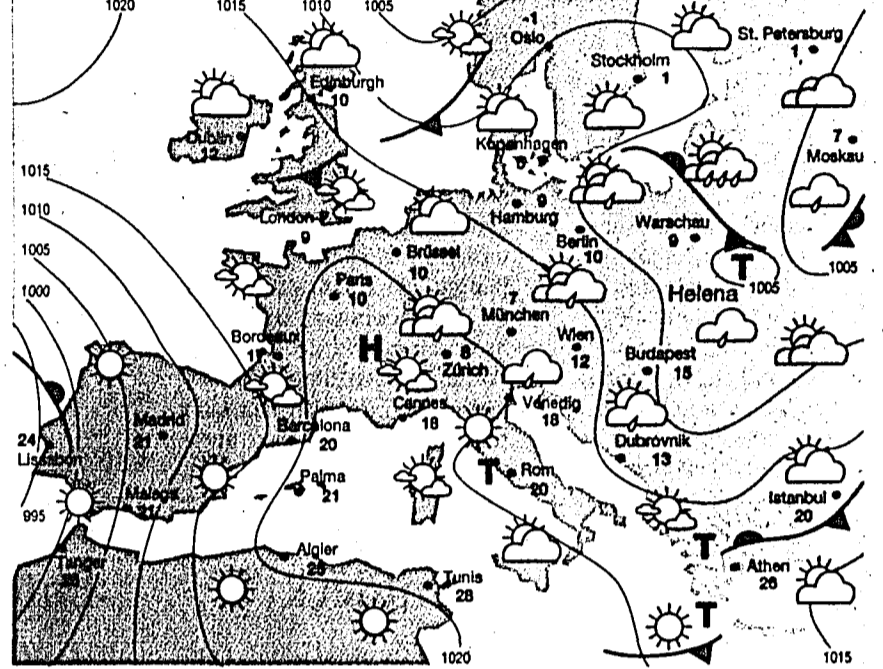 1020
1015
1010
1005
-1
Oslo
St. Petersburg
1
Stockholm
1
Edinburgh
10
Dublin
12
Kopenhagen
7
Moskau
1015
1010
1005
1000
London
9
9
Hamburg
Berlin
10
Warschau
9
Brüssel
10
T
1005
1005
Helena
Paris
10
7
München
Bordeaux
H
8
Zürich
Wien
12
Budapest
15
Cannes
18
Venedig
18
Madrid
21
Barcelona
20
24
Lissabon
Dubrovnik
13
T
Rom
20
Palma
21
Malaga
21
Istanbul
20
995
Algier
25
T
Athen
26
Tanger
Tunis
28
T
1020
1015